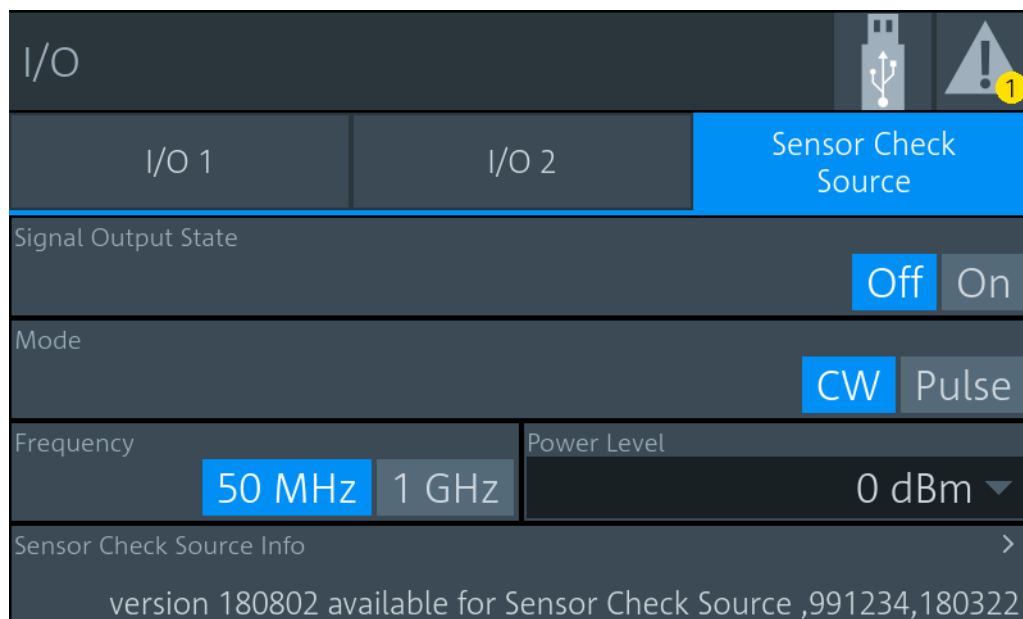 I/O
1
I/O 1
I/O 2
Sensor Check
Source
Signal Output State
Off
On
Mode
CW
Pulse
Frequency
50 MHz
1 GHz
Power Level
0 dBm
Sensor Check Source Info
version 180802 available for Sensor Check Source ,991234,180322